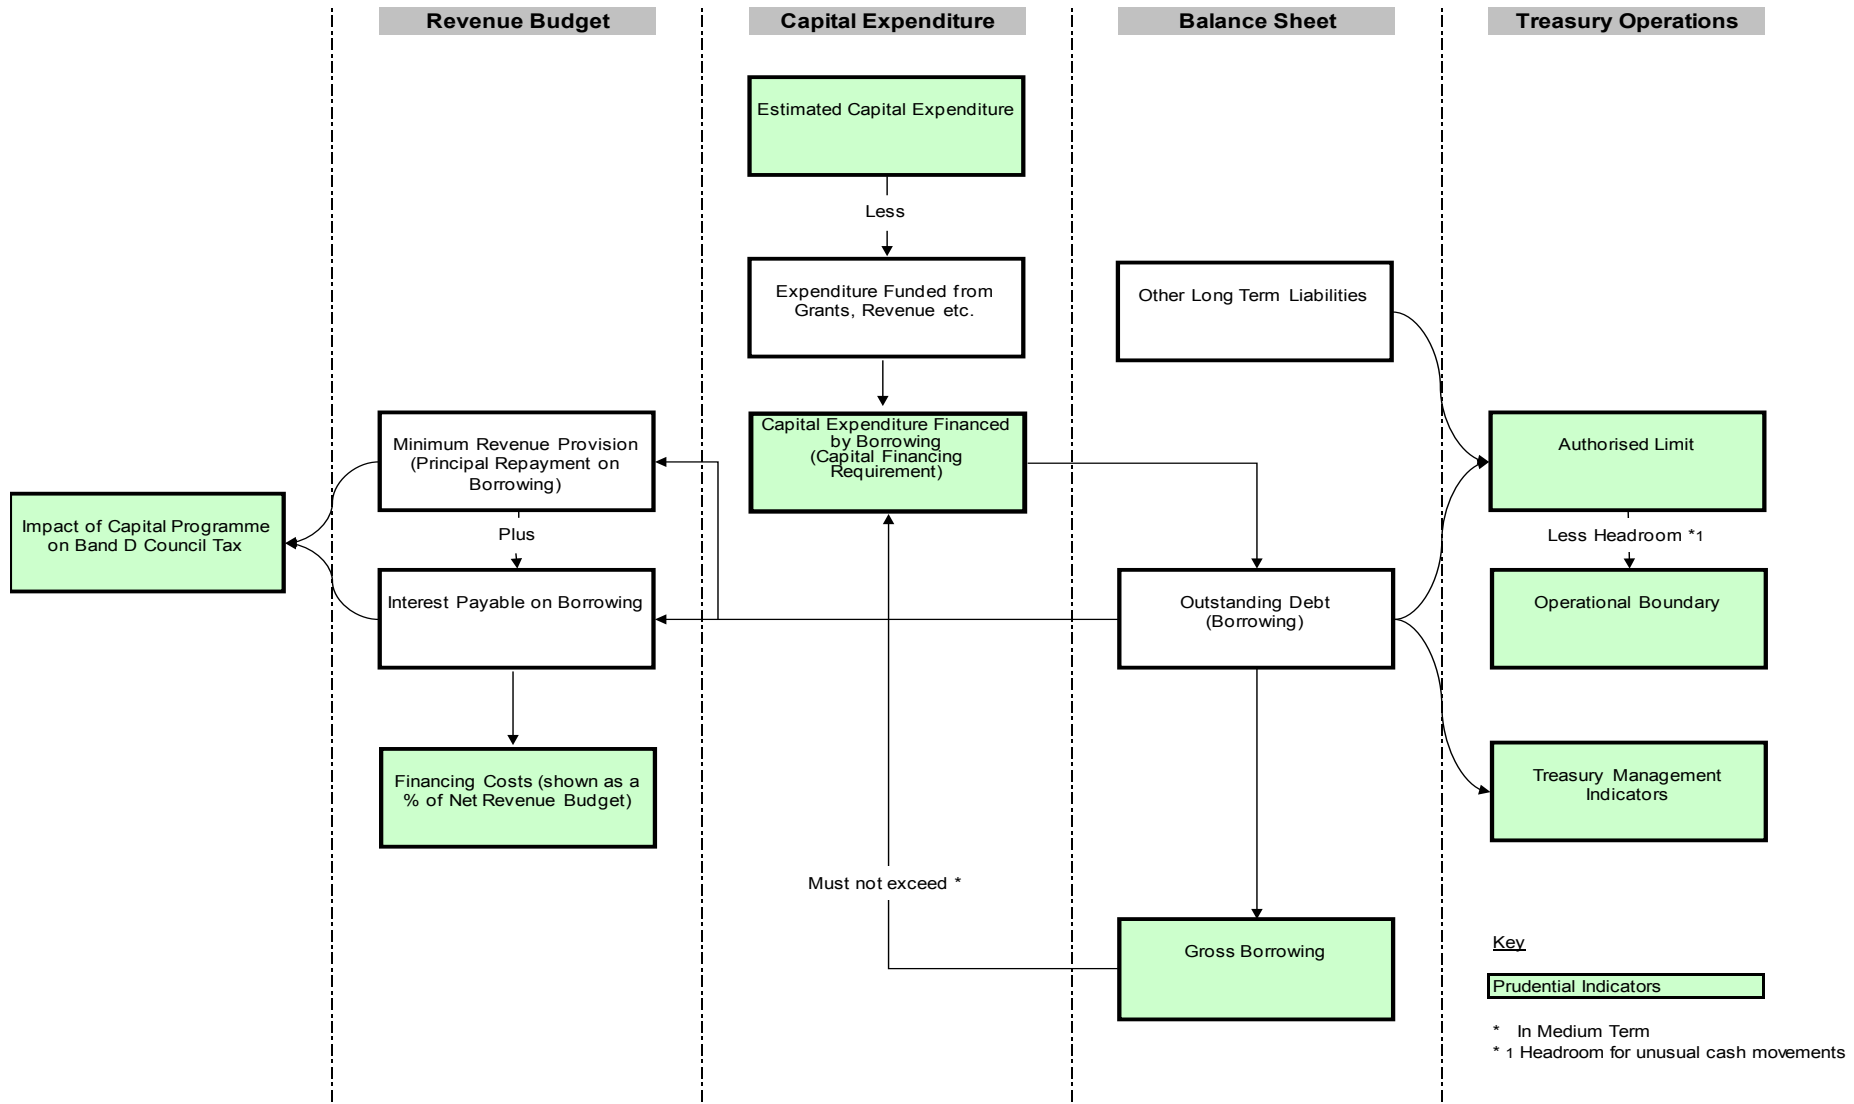 Revenue Budget
Capital Expenditure
Balance Sheet
Treasury Operations
Estimated Capital Expenditure
Less
Expenditure Funded from
Grants, Revenue etc.
Other Long Term Liabilities
Minimum Revenue Provision
(Principal Repayment on
Borrowing)
Capital Expenditure Financed
by Borrowing
(Capital Financing
Requirement)
Authorised Limit
Impact of Capital Programme
on Band D Council Tax
Plus
Less Headroom *1
Interest Payable on Borrowing
Outstanding Debt
(Borrowing)
Operational Boundary
Financing Costs (shown as a
% of Net Revenue Budget)
Treasury Management
Indicators
Must not exceed *
Gross Borrowing
Key
Prudential Indicators
* In Medium Term
* 1 Headroom for unusual cash movements